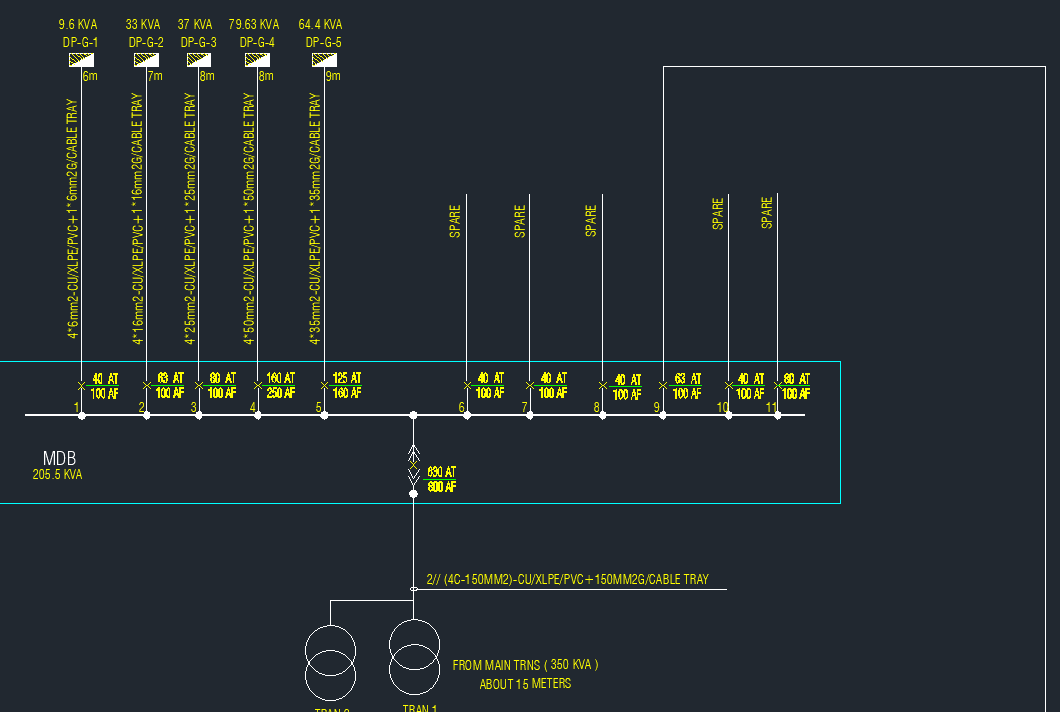 9.6 KVA
DP-G-1
6m
33 KVA
DP-G-2
7m
37 KVA
DP-G-3
8m
79.63 KVA
DP-G-4
8m
64.4 KVA
DP-G-5
9m
4*6mm2-CU/XLPE/PVC+1*6mm2G/CABLE TRAY
4*16mm2-CU/XLPE/PVC+1*16mm2G/CABLE TRAY
4*25mm2-CU/XLPE/PVC+1*25mm2G/CABLE TRAY
4*50mm2-CU/XLPE/PVC+1*50mm2G/CABLE TRAY
4*35mm2-CU/XLPE/PVC+1*35mm2G/CABLE TRAY
SPARE
SPARE
SPARE
SPARE
SPARE
40 AT
100 AF
1
63 AT
100 AF
2
80 AT
100 AF
3
160 AT
250 AF
4
125 AT
160 AF
5
40 AT
100 AF
6
40 AT
100 AF
7
40 AT
100 AF
8
63 AT
100 AF
9
40 AT
100 AF
10
80 AT
100 AF
11
MDB
205.5 KVA
630 AT
800 AF
2// (4C-150MM2)-CU/XLPE/PVC+150MM2G/CABLE TRAY
FROM MAIN TRNS ( 350 KVA )
ABOUT 15 METERS
TRAN 2
TRAN 1